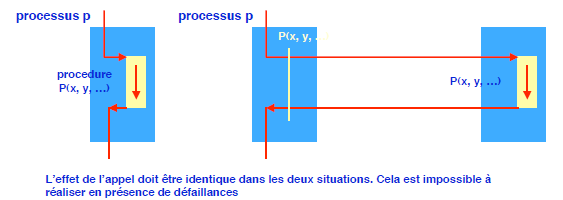 processus p
processus p
P(x, y, .
procedure
P(x, y, ...)
P(x, y, ...)
L'effet de l'appel doit être identique dans les deux situations. Cela est impossible à
réaliser en présence de défaillances